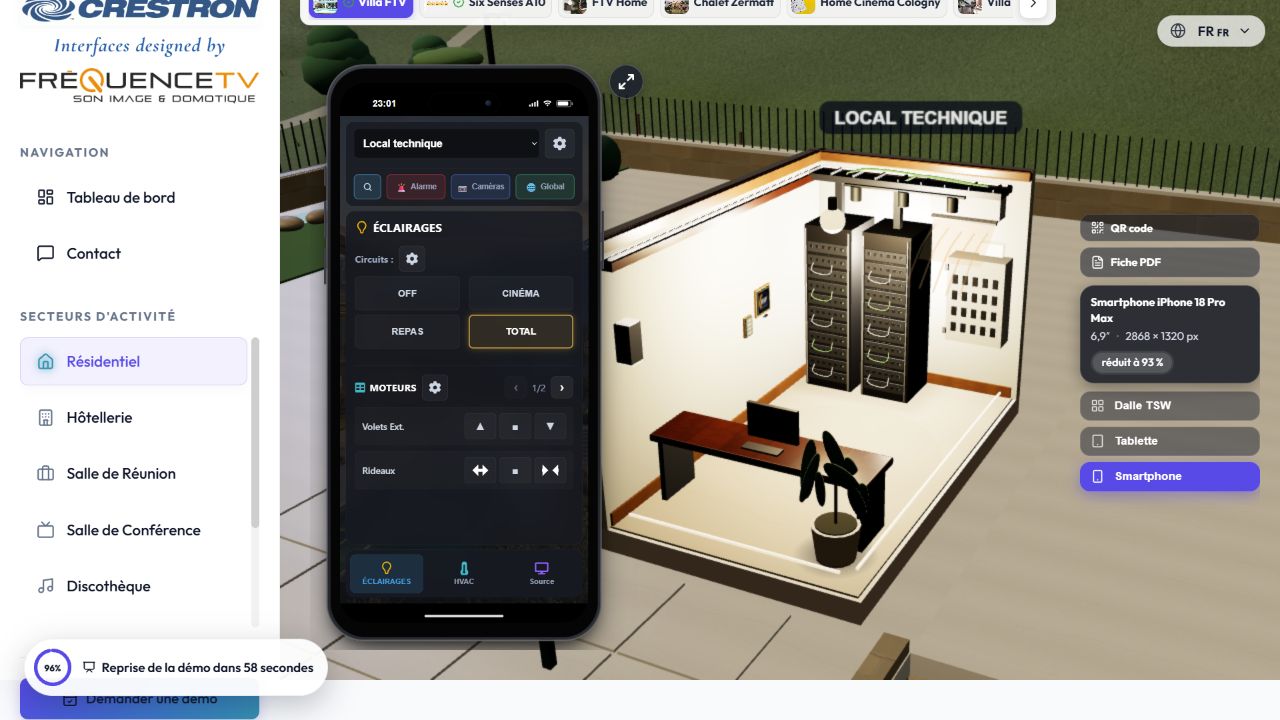 CRESTRON
Interfaces designed by
FRÉQUENCETV
SON IMAGE & DOMOTIQUE
NAVIGATION
Tableau de bord
Contact
SECTEURS D'ACTIVITÉ
Résidentiel
Hôtellerie
Salle de Réunion
Salle de Conférence
Discothèque
96%
Reprise de la démo dans 58 secondes
Demander une démo
Villa FTV
Six Senses A10
FTV Home
Chalet Zermatt
Home Cinéma Cologny
Villa
FR FR
23:01
Local technique
Alarme
Caméras
Global
ÉCLAIRAGES
Circuits :
OFF
CINÉMA
REPAS
TOTAL
MOTEURS
1/2
Volets Ext.
Rideaux
ÉCLAIRAGES
HVAC
Source
LOCAL TECHNIQUE
QR code
Fiche PDF
Smartphone iPhone 18 Pro
Max
6,9″ · 2868 × 1320 px
réduit à 93 %
Dalle TSW
Tablette
Smartphone